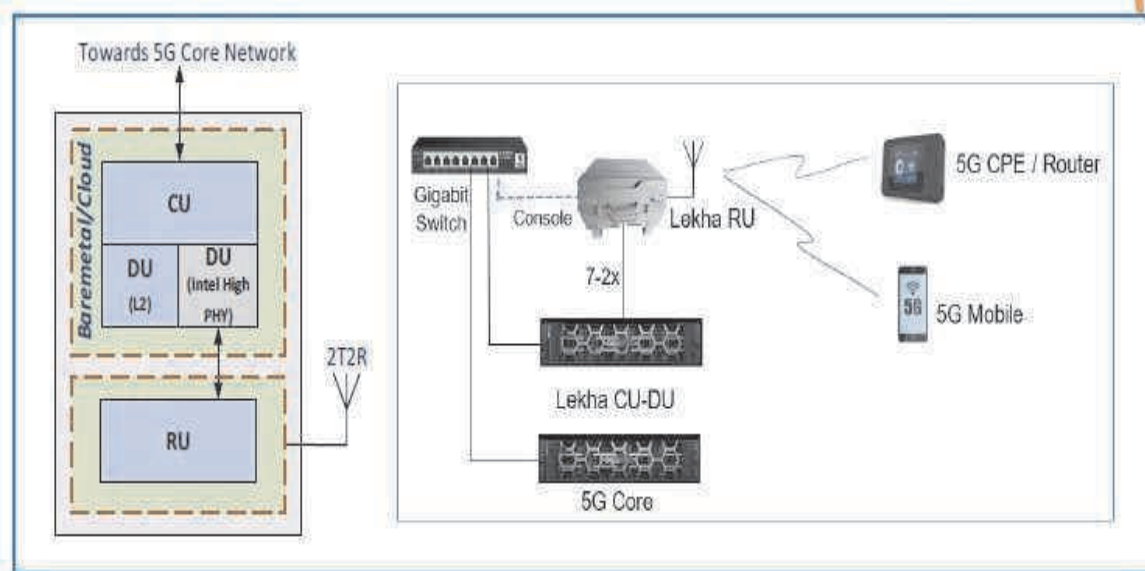 Towards 5G Core Network
Baremetal/Cloud
CU
DU
(L2)
DU
(Intel High
PHY)
2T2R
RU
Gigabit
Switch
Console
Lekha RU
7-2x
Lekha CU-DU
5G Core
5G CPE / Router
5G
5G Mobile